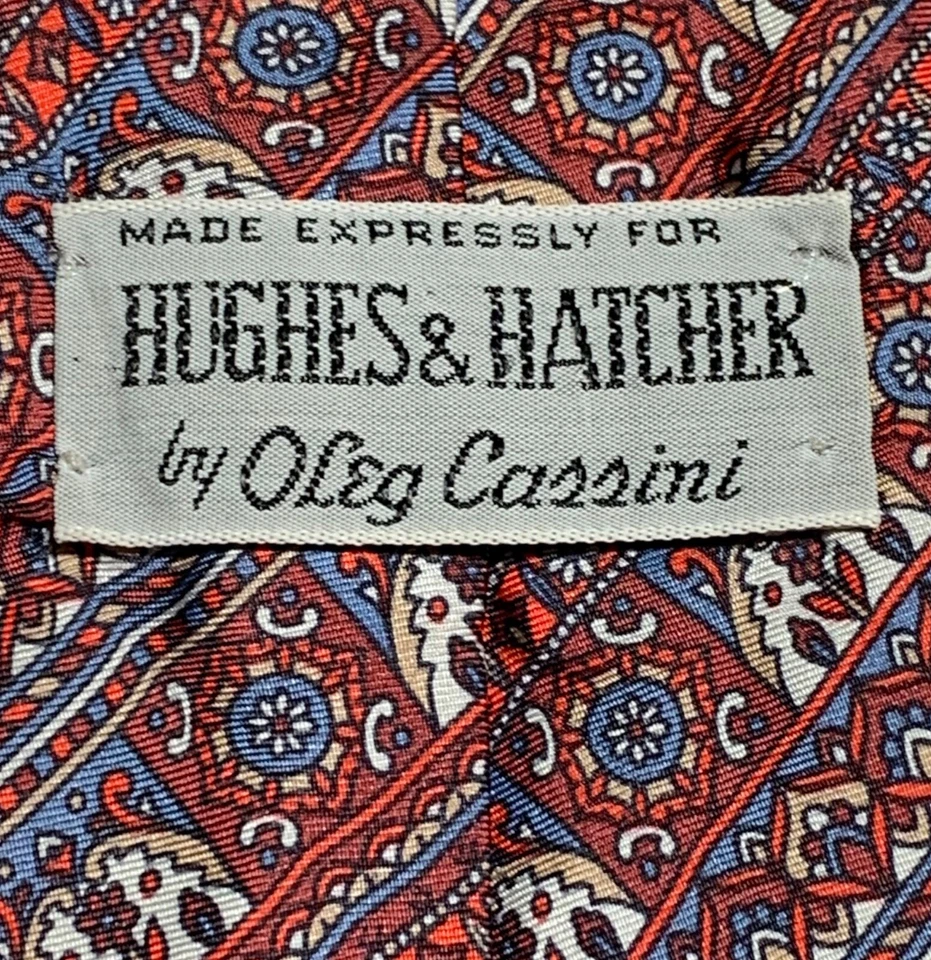 MADE EXPRESSLY FOR
HUGHES & HATCHER
by Oleg Cassini